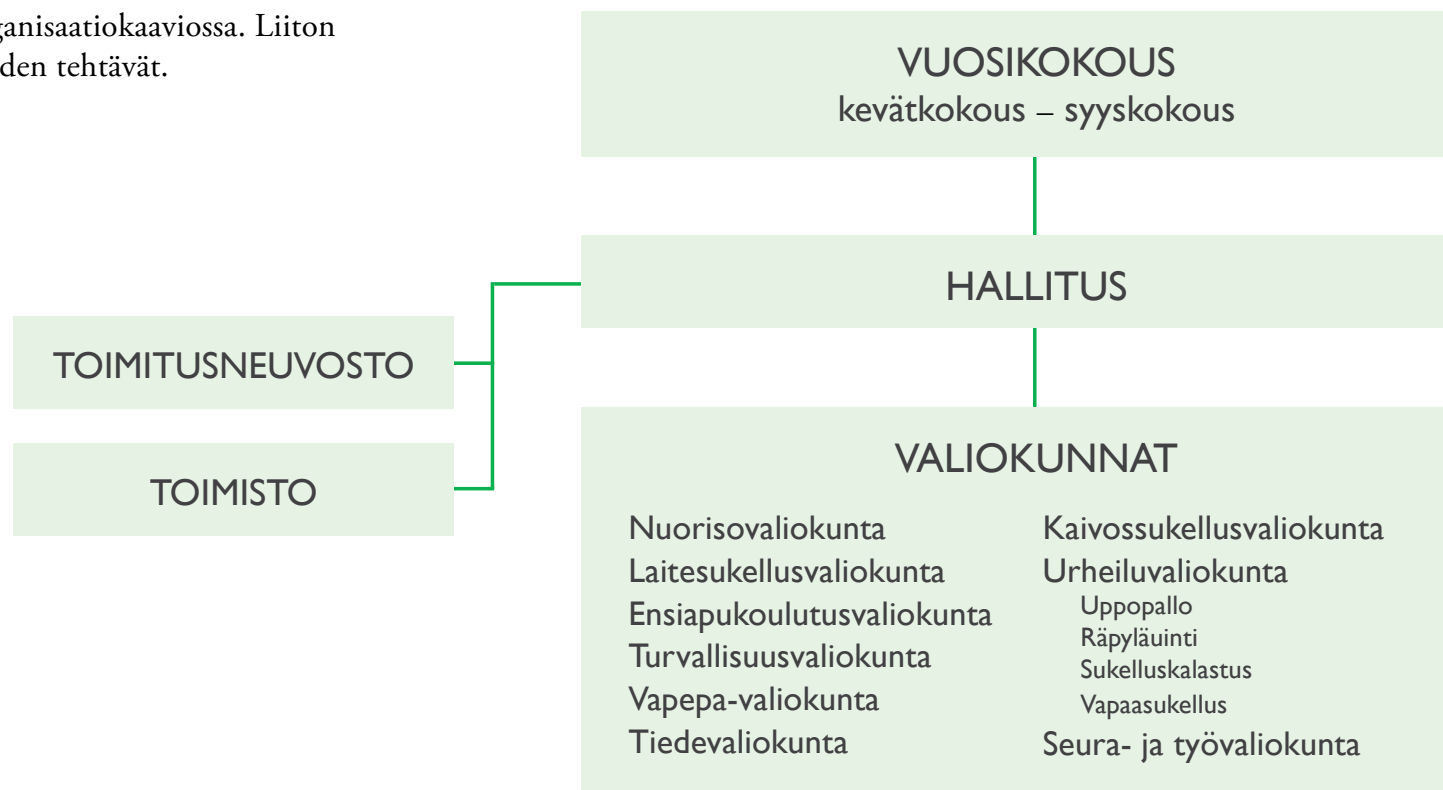 ganisaatiokaaviossa. Liiton
den tehtävät.
VUOSIKOKOUS
kevätkokous – syyskokous
HALLITUS
TOIMITUSNEUVOSTO
TOIMISTO
VALIOKUNNAT
Nuorisovaliokunta
Laitesukellusvaliokunta
Ensiapukoulutusvaliokunta
Turvallisuusvaliokunta
Vapepa-valiokunta
Tiedevaliokunta
Kaivossukellusvaliokunta
Urheiluvaliokunta
Uppopallo
Räpyläuinti
Sukelluskalastus
Vapaasukellus
Seura- ja työvaliokunta